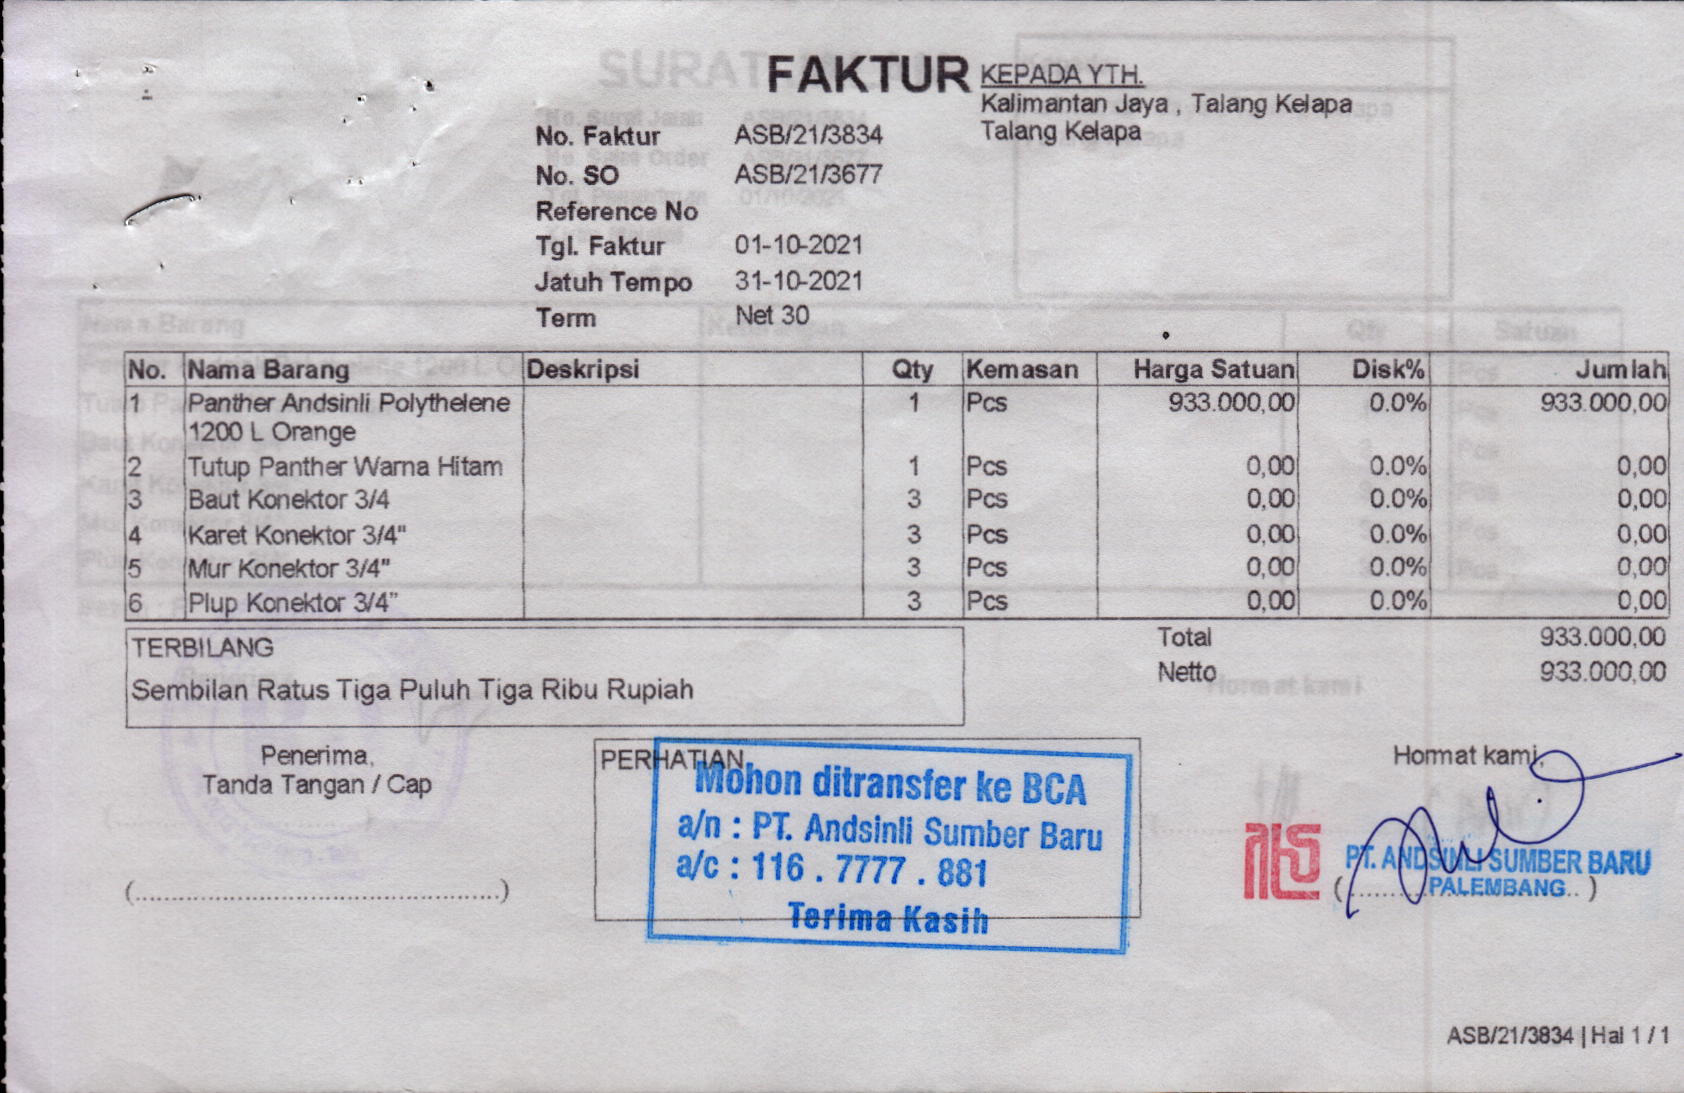 FAKTUR
KEPADA YTH.
Kalimantan Jaya , Talang Kelapa
Talang Kelapa
No. Faktur ASB/21/3834
No. SO ASB/21/3677
Reference No
Tgl. Faktur 01-10-2021
Jatuh Tempo 31-10-2021
Term Net 30
No. Nama Barang Deskripsi Qty Kemasan Harga Satuan Disk% Jumlah
1 Panther Andsinli Polythelene 1 Pcs 933.000,00 0.0% 933.000,00
1200 L Orange
2 Tutup Panther Warna Hitam 1 Pcs 0,00 0.0% 0,00
3 Baut Konektor 3/4 3 Pcs 0,00 0.0% 0,00
4 Karet Konektor 3/4" 3 Pcs 0,00 0.0% 0,00
5 Mur Konektor 3/4" 3 Pcs 0,00 0.0% 0,00
6 Plup Konektor 3/4" 3 Pcs 0,00 0.0% 0,00
Total 933.000,00
Netto 933.000,00
TERBILANG
Sembilan Ratus Tiga Puluh Tiga Ribu Rupiah
Penerima,
Tanda Tangan / Cap
(......................................................)
PERHATIAN
Mohon ditransfer ke BCA
a/n : PT. Andsinli Sumber Baru
a/c : 116 . 7777 . 881
Terima Kasih
Hormat kami,
PT. ANDSINLI SUMBER BARU
PALEMBANG
ASB/21/3834 | Hal 1 / 1